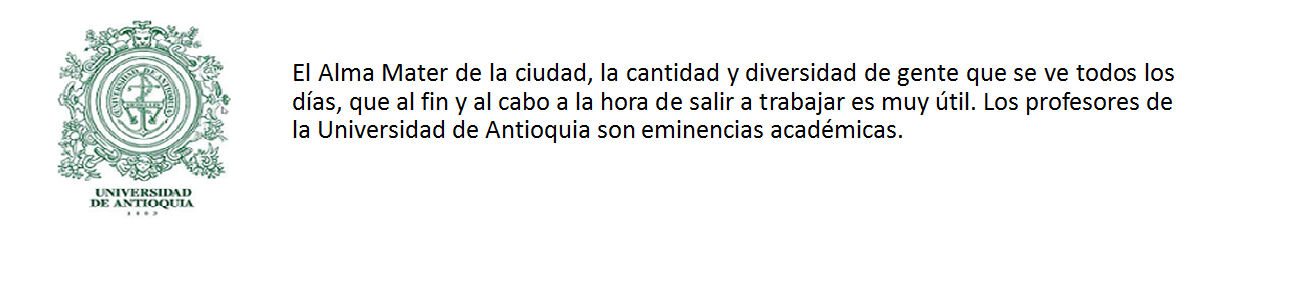 El Alma Mater de la ciudad, la cantidad y diversidad de gente que se ve todos los
días, que al fin y al cabo a la hora de salir a trabajar es muy útil. Los profesores de
la Universidad de Antioquia son eminencias académicas.
UNIVERSIDAD
DE ANTIOQUIA
1803